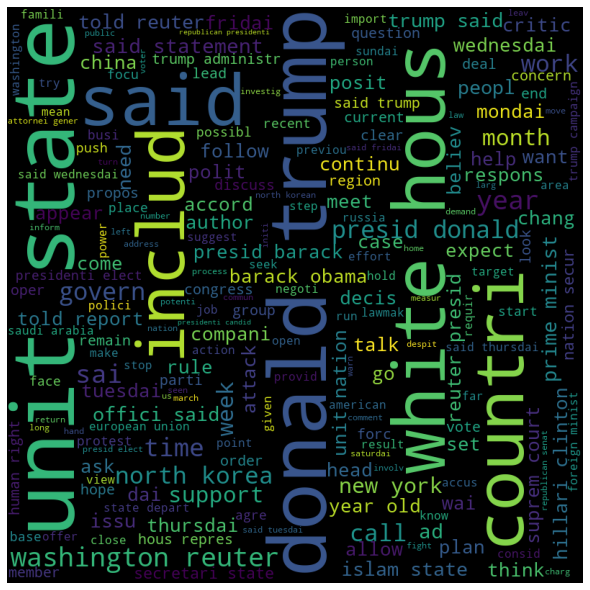 famili
told reuter
fridai
trump said
import
leav
critic
washington
public
republican presidenti
question
sundai
said statement
person
deal
wednesdai
work
china
trump administr
try
focu
lead
voter
posit
peopl
end
concern
mean
investig
said trump
attornei gener
recent
current
law
move
busi
possibl
previou
mondai
push
clear
month
said wednesdai
need
follow
continu
believ
help
want
trump campaign
propos
turn
polit
discuss
region
respons
said fridai
larg
area
appear
place
accord
north korean
meet
year
inform
number
author
step
russia
demand
chang
left
suggest
presid donald
power
address
presid barack
case
home
expect
look
presidenti elect
come
seek
effort
oper
process
congress
barack obama
hold
target
prime minist
nation secur
govern
polici
potenti
negoti
decis
lawmak
saudi arabia
job
group
initi
commun
measur
requir
start
told report
nation
presidenti candid
compani
talk
run
remain
open
unit nation
despit
said thursdai
make
action
attack
warn
go
reuter presid
face
stop
rule
provid
far
sai
parti
week
american
vote
us
march
given
forc
comment
set
tuesdai
offici said
return
seen
long
hand
european union
result
saturdai
protest
time
point
head
accus
suprem court
republican senat
foreign minist
hillari clinton
human right
presid elect
ask
view
order
north korea
involv
hope
dai
state depart
support
new york
wai
base
offer
issu
agre
year old
know
thursdai
call
ad
close
hous repres
said tuesdai
fight
allow
plan
consid
washington reuter
think
member
secretari state
islam state
charg
unit state
said
includ
donald trump
white hous
countri